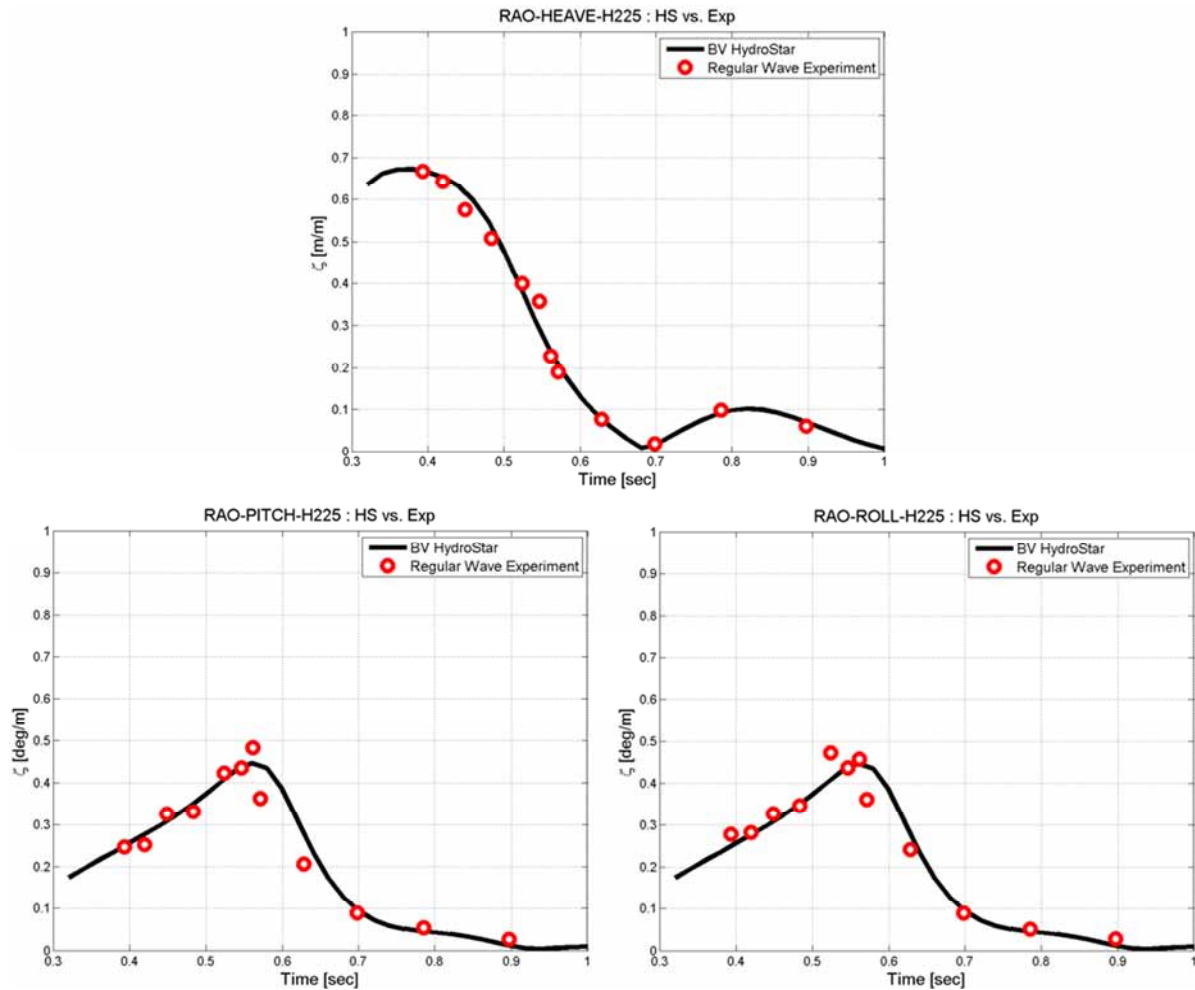 RAO-HEAVE-H225 : HS vs. Exp
BV HydroStar
Regular Wave Experiment
1
0.9
0.8
0.7
0.6
0.5
0.4
0.3
0.2
0.1
0
ζ [m/m]
0.3 0.4 0.5 0.6 0.7 0.8 0.9 1
Time [sec]
RAO-PITCH-H225 : HS vs. Exp
BV HydroStar
Regular Wave Experiment
1
0.9
0.8
0.7
0.6
0.5
0.4
0.3
0.2
0.1
0
ζ [deg/m]
0.3 0.4 0.5 0.6 0.7 0.8 0.9 1
Time [sec]
RAO-ROLL-H225 : HS vs. Exp
BV HydroStar
Regular Wave Experiment
1
0.9
0.8
0.7
0.6
0.5
0.4
0.3
0.2
0.1
0
ζ [deg/m]
0.3 0.4 0.5 0.6 0.7 0.8 0.9 1
Time [sec]